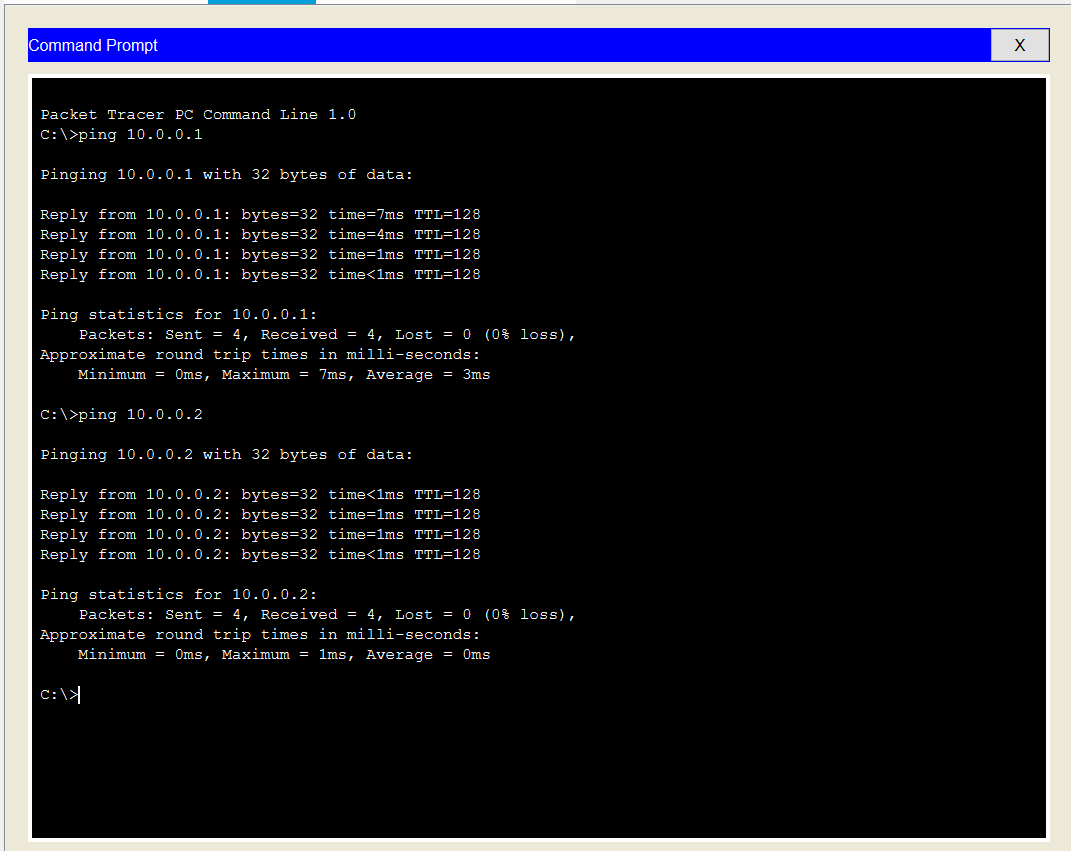 Command Prompt
X
Packet Tracer PC Command Line 1.0
C:\>ping 10.0.0.1
Pinging 10.0.0.1 with 32 bytes of data:
Reply from 10.0.0.1: bytes=32 time=7ms TTL=128
Reply from 10.0.0.1: bytes=32 time=4ms TTL=128
Reply from 10.0.0.1: bytes=32 time=1ms TTL=128
Reply from 10.0.0.1: bytes=32 time<1ms TTL=128
Ping statistics for 10.0.0.1:
    Packets: Sent = 4, Received = 4, Lost = 0 (0% loss),
Approximate round trip times in milli-seconds:
    Minimum = 0ms, Maximum = 7ms, Average = 3ms
C:\>ping 10.0.0.2
Pinging 10.0.0.2 with 32 bytes of data:
Reply from 10.0.0.2: bytes=32 time<1ms TTL=128
Reply from 10.0.0.2: bytes=32 time=1ms TTL=128
Reply from 10.0.0.2: bytes=32 time=1ms TTL=128
Reply from 10.0.0.2: bytes=32 time<1ms TTL=128
Ping statistics for 10.0.0.2:
    Packets: Sent = 4, Received = 4, Lost = 0 (0% loss),
Approximate round trip times in milli-seconds:
    Minimum = 0ms, Maximum = 1ms, Average = 0ms
C:\>